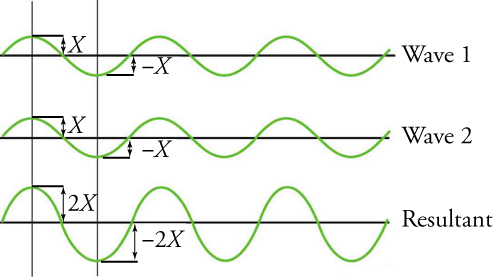 X
–X
Wave 1
X
–X
Wave 2
2X
–2X
Resultant